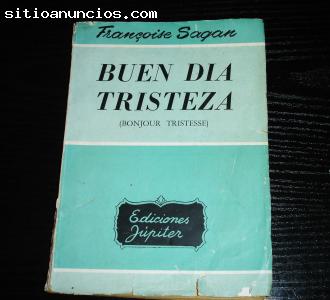 sitioanuncios.com
Françoise Sagan
BUEN DIA
TRISTEZA
(BONJOUR TRISTESSE)
Ediciones
Júpiter